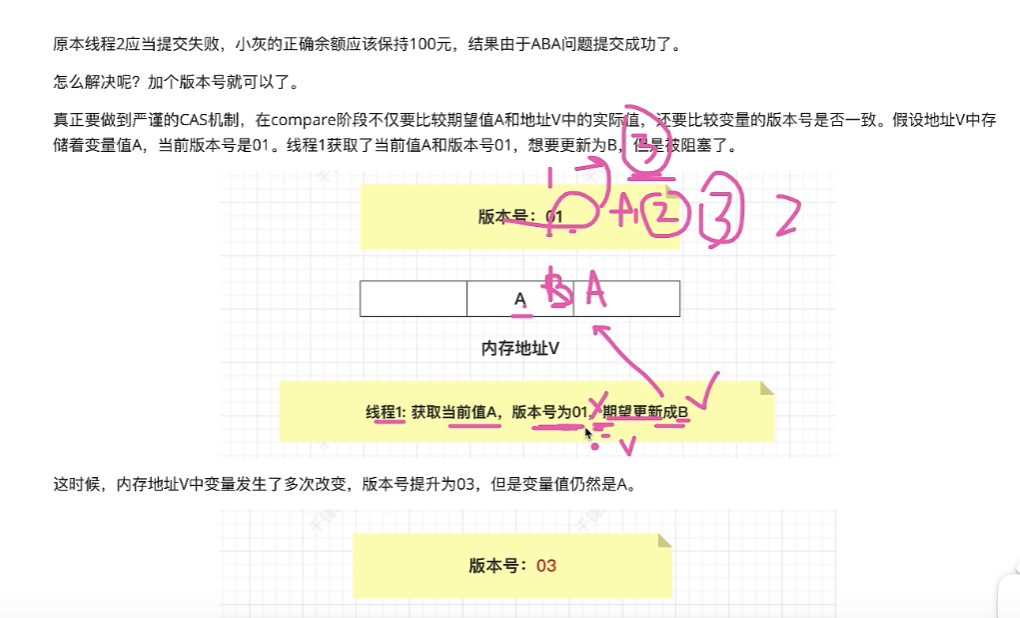 原本线程2应当提交失败，小灰的正确余额应该保持100元，结果由于ABA问题提交成功了。
怎么解决呢？加个版本号就可以了。
真正要做到严谨的CAS机制，在compare阶段不仅要比较期望值A和地址V中的实际值，还要比较变量的版本号是否一致。假设地址V中存
储着变量值A，当前版本号是01。线程1获取了当前值A和版本号01，想要更新为B，但是被阻塞了。
3
1
版本号：01 A 2 3 2
A B A
内存地址V
线程1: 获取当前值A，版本号为01，期望更新成B
这时候，内存地址V中变量发生了多次改变，版本号提升为03，但是变量值仍然是A。
版本号：03